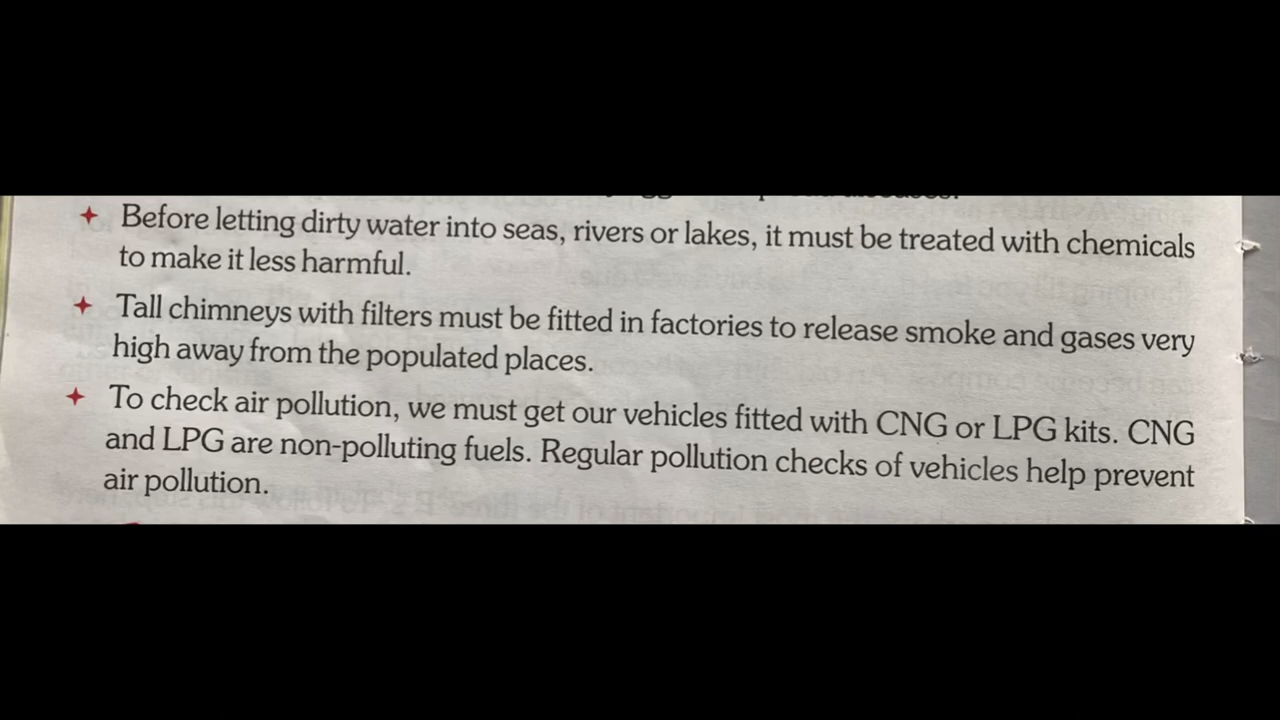 Before letting dirty water into seas, rivers or lakes, it must be treated with chemicals
to make it less harmful.
Tall chimneys with filters must be fitted in factories to release smoke and gases very
high away from the populated places.
To check air pollution, we must get our vehicles fitted with CNG or LPG kits. CNG
and LPG are non-polluting fuels. Regular pollution checks of vehicles help prevent
air pollution.